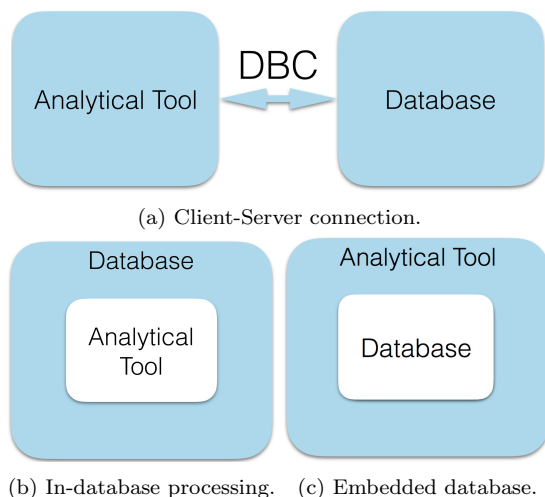 DBC
Analytical Tool
Database
(a) Client-Server connection.
Database
Analytical
Tool
(b) In-database processing.
Analytical Tool
Database
(c) Embedded database.